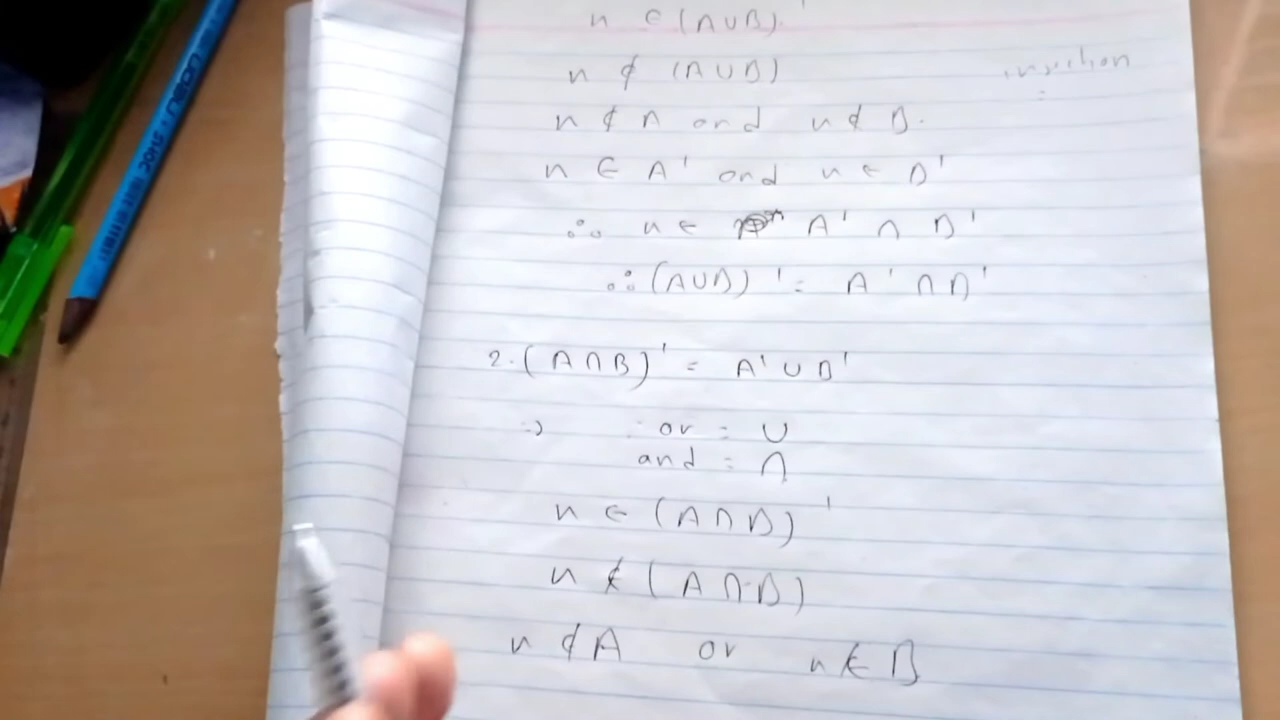 n ∈ (A∪B)'
n ∉ (A∪B)
n ∉ A and n ∉ B.
n ∈ A' and n ∈ B'
∴ n ∈ A' ∩ B'
∴ (A∪B)' = A' ∩ B'
2. (A∩B)' = A' ∪ B'
⇒ or = ∪
and = ∩
n ∈ (A∩B)'
n ∉ (A∩B)
n ∉ A or n ∉ B